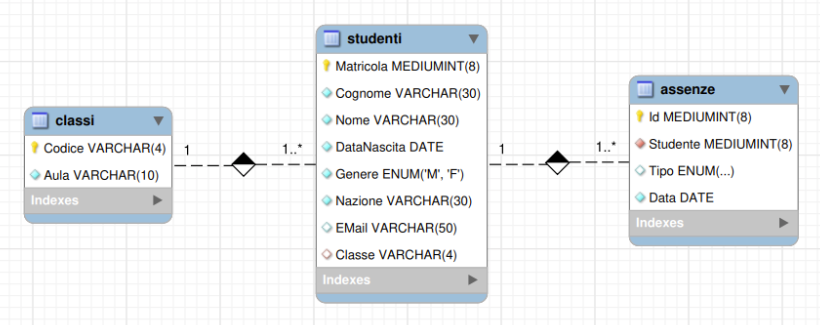 classi
Codice VARCHAR(4)
Aula VARCHAR(10)
Indexes
1
1..*
studenti
Matricola MEDIUMINT(8)
Cognome VARCHAR(30)
Nome VARCHAR(30)
DataNascita DATE
Genere ENUM('M', 'F')
Nazione VARCHAR(30)
EMail VARCHAR(50)
Classe VARCHAR(4)
Indexes
1
1..*
assenze
Id MEDIUMINT(8)
Studente MEDIUMINT(8)
Tipo ENUM(...)
Data DATE
Indexes